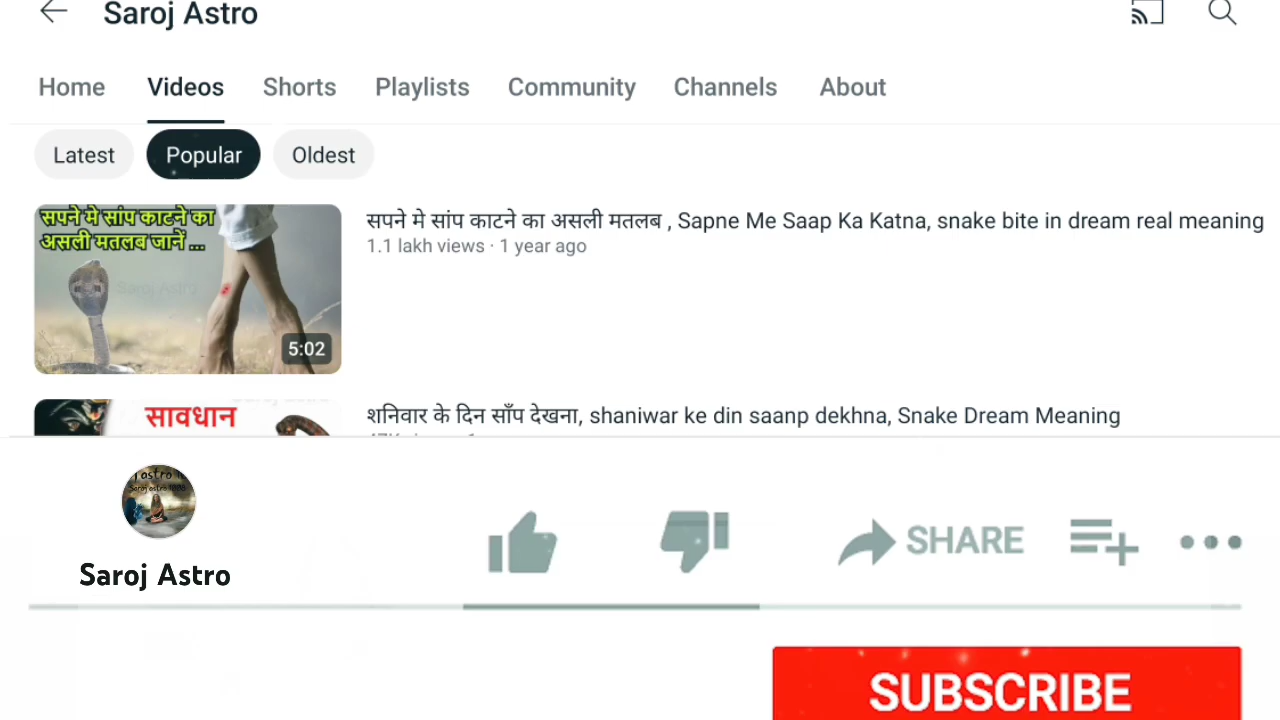 Saroj Astro
Home Videos Shorts Playlists Community Channels About
Latest Popular Oldest
सपने मे सांप काटने का
असली मतलब जानें ...
Saroj Astro
5:02
सपने मे सांप काटने का असली मतलब , Sapne Me Saap Ka Katna, snake bite in dream real meaning
1.1 lakh views · 1 year ago
सावधान
शनिवार के दिन साँप देखना, shaniwar ke din saanp dekhna, Snake Dream Meaning
Saroj Astro
SHARE
SUBSCRIBE